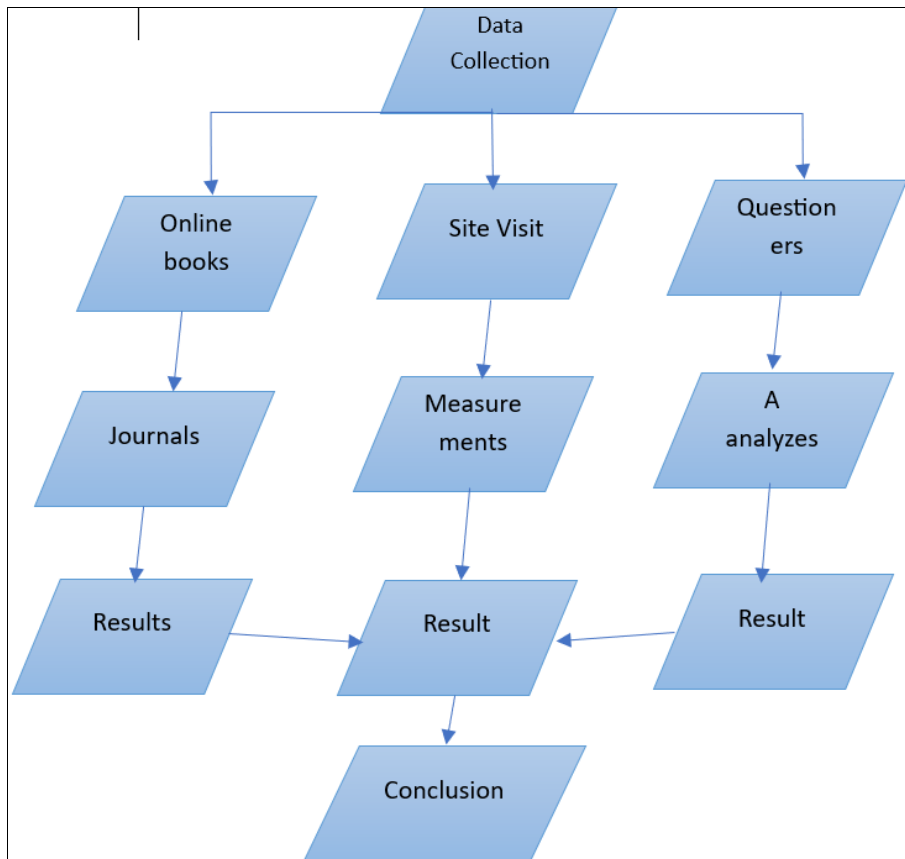 Data
Collection
Online
books
Site Visit
Question
ers
Journals
Measure
ments
A
analyzes
Results
Result
Result
Conclusion